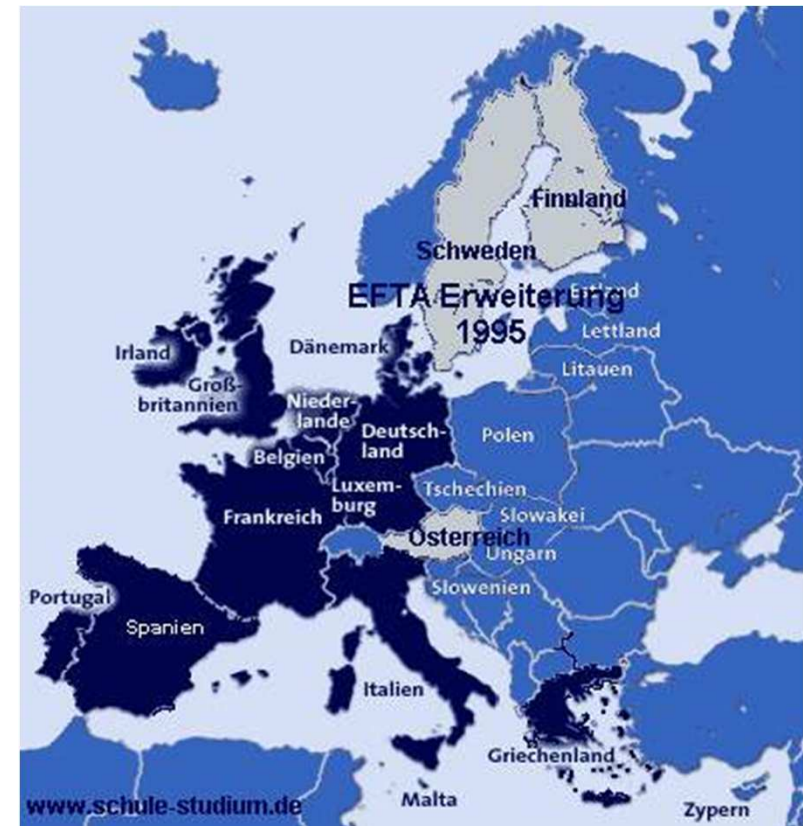 Finnland
Schweden
EFTA Erweiterung
1995
Estland
Lettland
Litauen
Irland
Dänemark
Groß-
britannien
Nieder-
lande
Deutsch-
land
Polen
Belgien
Luxem-
burg
Tschechien
Frankreich
Slowakei
Österreich
Ungarn
Slowenien
Portugal
Spanien
Italien
Griechenland
Malta
Zypern
www.schule-studium.de